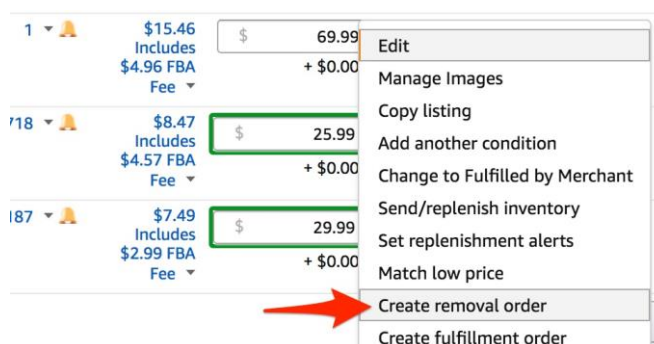 1
$15.46
Includes
$4.96 FBA
Fee
$ 69.99
+ $0.00
718
$8.47
Includes
$4.57 FBA
Fee
$ 25.99
+ $0.00
187
$7.49
Includes
$2.99 FBA
Fee
$ 29.99
+ $0.00
Edit
Manage Images
Copy listing
Add another condition
Change to Fulfilled by Merchant
Send/replenish inventory
Set replenishment alerts
Match low price
Create removal order
Create fulfillment order